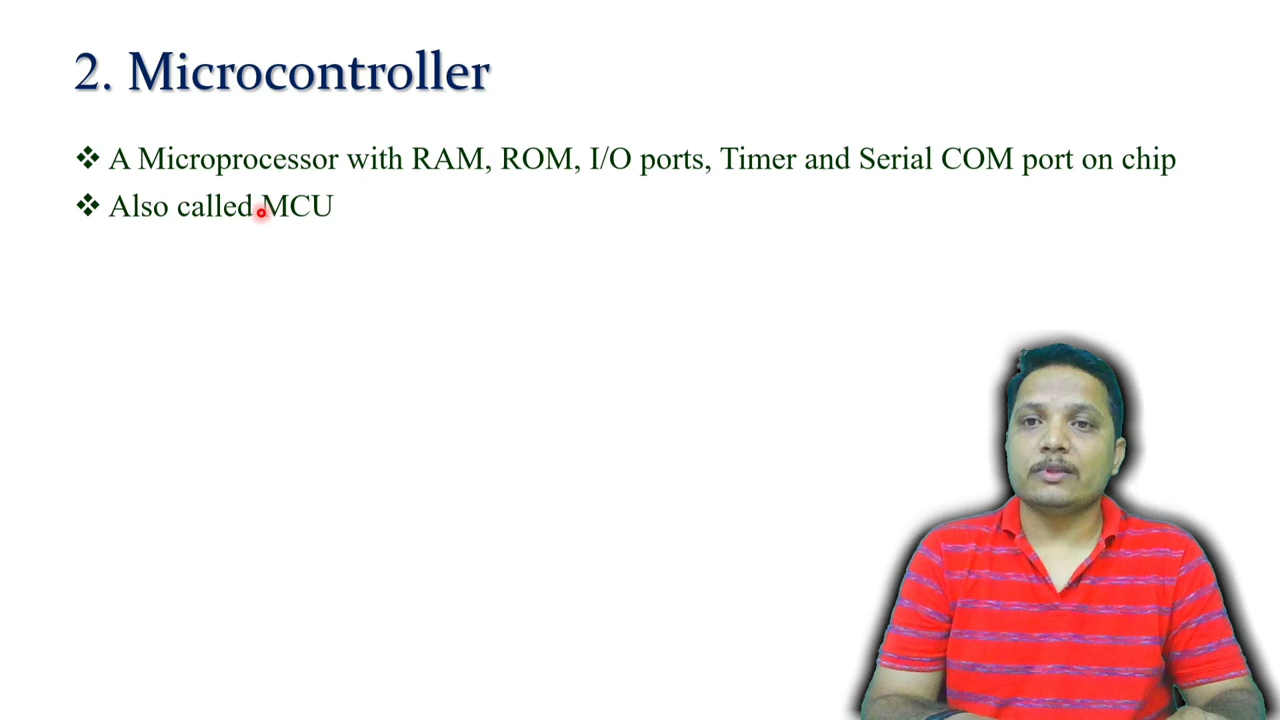 2. Microcontroller
❖ A Microprocessor with RAM, ROM, I/O ports, Timer and Serial COM port on chip
❖ Also called MCU